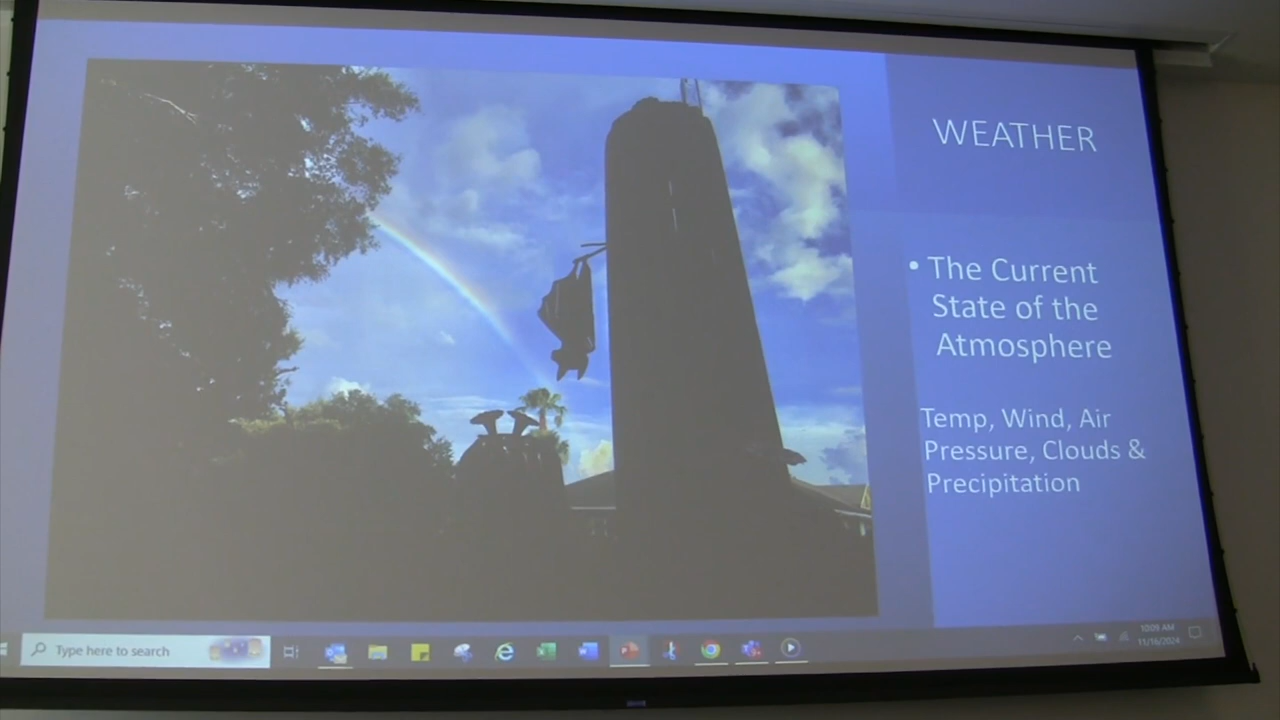 WEATHER
• The Current
State of the
Atmosphere
Temp, Wind, Air
Pressure, Clouds &
Precipitation
Type here to search
10:09 AM
11/16/2024